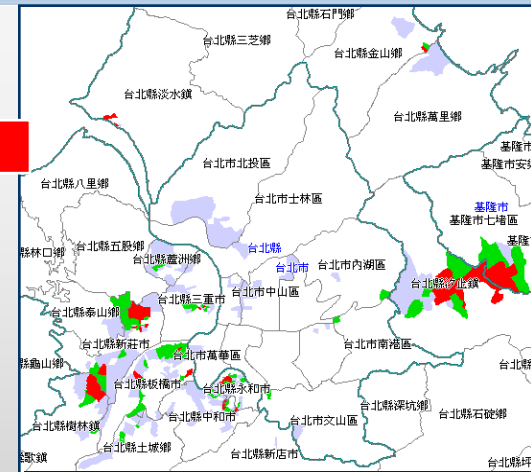 台北縣石門鄉
台北縣三芝鄉
台北縣金山鄉
台北縣淡水鎮
台北縣萬里鄉
基隆市
基隆市安
台北市北投區
台北縣八里鄉
台北市士林區
基隆市
基隆市七堵區
基隆
台北縣五股鄉
台北縣
縣林口鄉
台北縣蘆洲鄉
台北市
台北市內湖區
台北縣汐止鎮
台北市中山區
台北縣三重市
台北縣泰山鄉
台北縣新莊市
台北市南港區
台北市萬華區
縣龜山鄉
台北縣
台北縣板橋市
台北縣永和市
台北縣深坑鄉
台北縣石碇鄉
台北縣中和市
台北市文山區
台北縣樹林鎮
台北縣土城鄉
台北縣新店市
歌鎮
台北縣坪